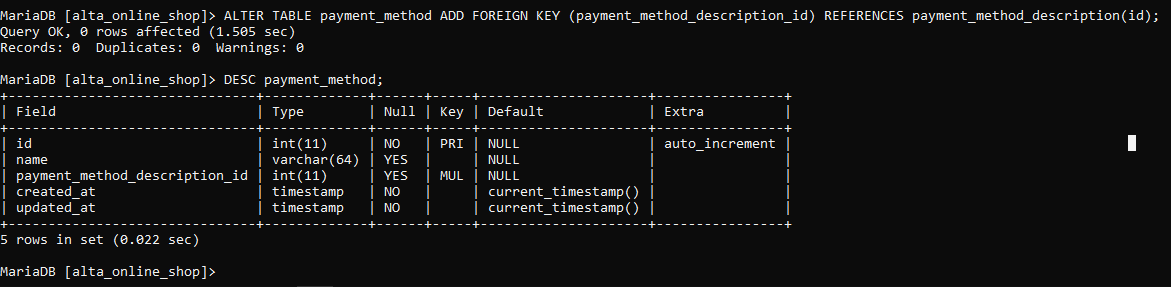 MariaDB [alta_online_shop]> ALTER TABLE payment_method ADD FOREIGN KEY (payment_method_description_id) REFERENCES payment_method_description(id);
Query OK, 0 rows affected (1.505 sec)
Records: 0  Duplicates: 0  Warnings: 0

MariaDB [alta_online_shop]> DESC payment_method;
+-------------------------------+-------------+------+-----+---------------------+----------------+
| Field                         | Type        | Null | Key | Default             | Extra          |
+-------------------------------+-------------+------+-----+---------------------+----------------+
| id                            | int(11)     | NO   | PRI | NULL                | auto_increment |
| name                          | varchar(64) | YES  |     | NULL                |                |
| payment_method_description_id | int(11)     | YES  | MUL | NULL                |                |
| created_at                    | timestamp   | NO   |     | current_timestamp() |                |
| updated_at                    | timestamp   | NO   |     | current_timestamp() |                |
+-------------------------------+-------------+------+-----+---------------------+----------------+
5 rows in set (0.022 sec)

MariaDB [alta_online_shop]>